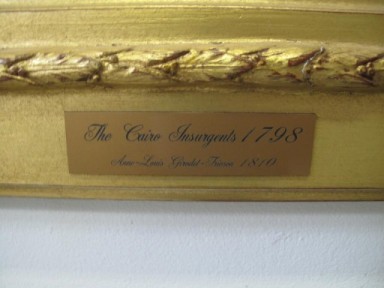 The Cairo Insurgents 1798
Anne-Louis Girodet-Trioson 1810